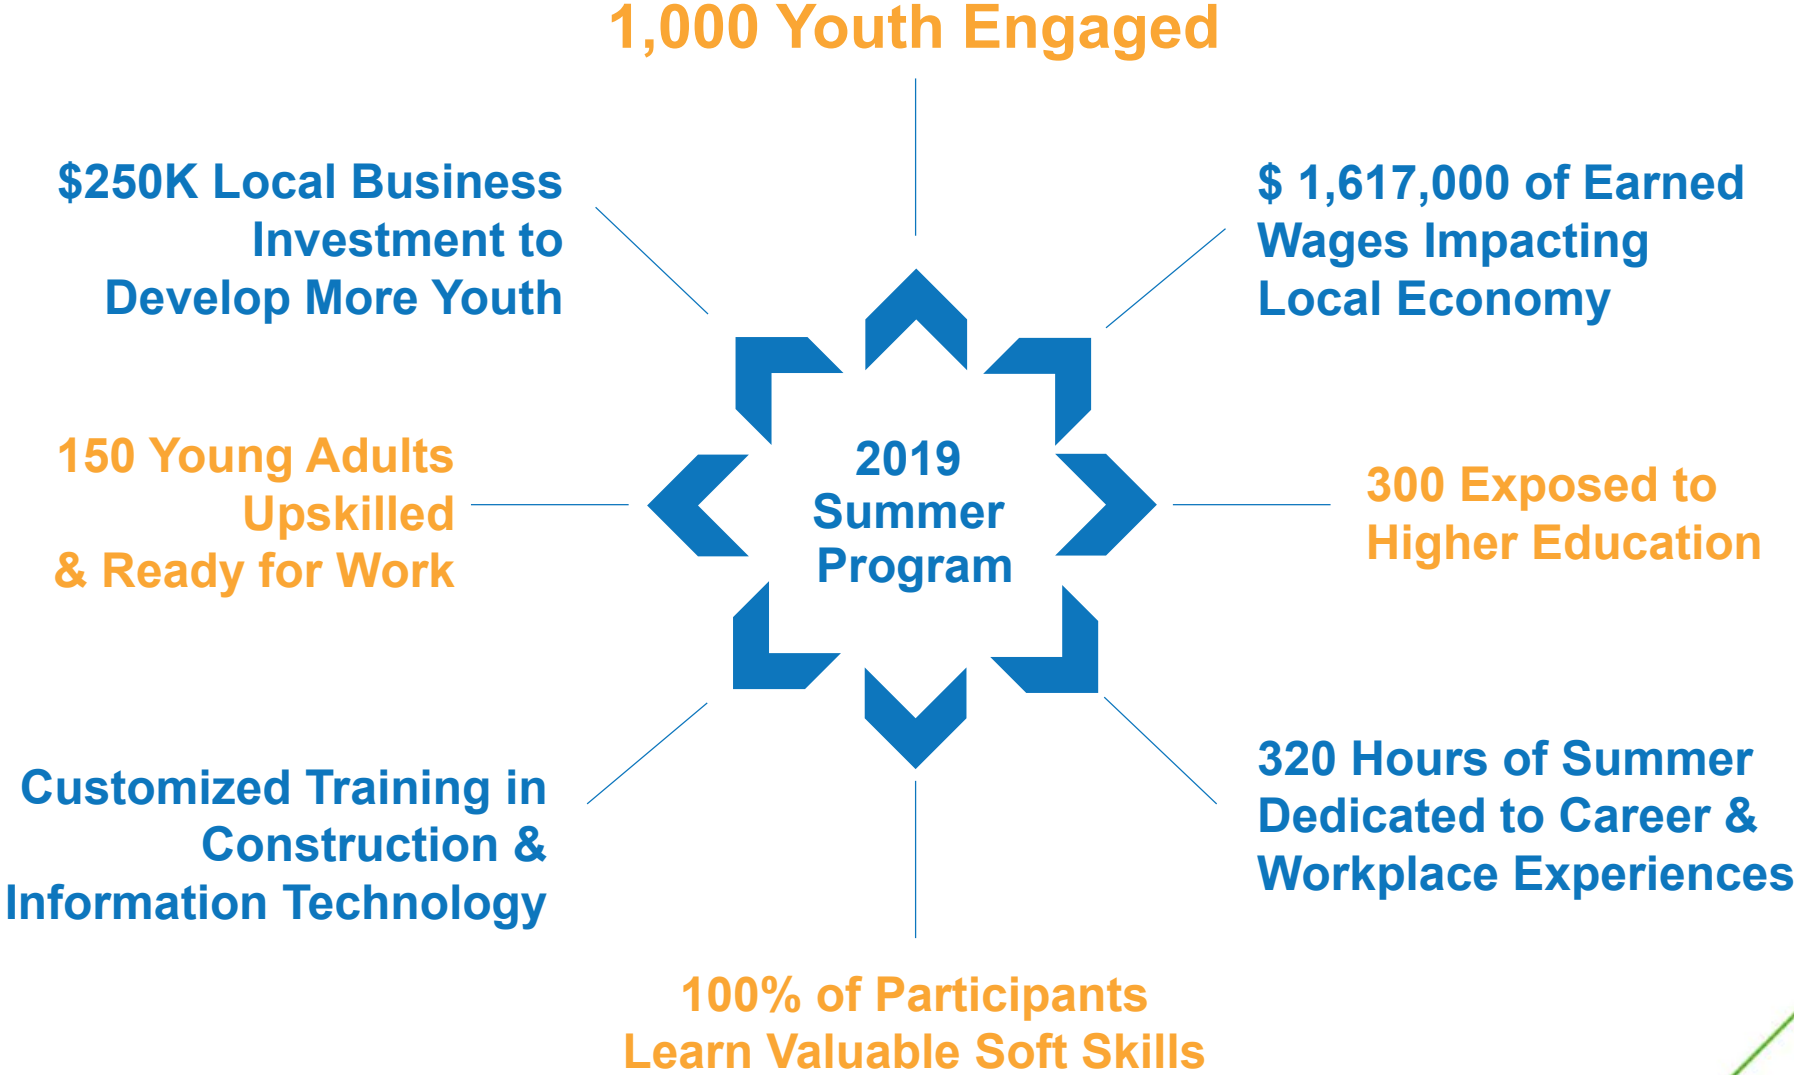 1,000 Youth Engaged
$250K Local Business
Investment to
Develop More Youth
$ 1,617,000 of Earned
Wages Impacting
Local Economy
150 Young Adults
Upskilled
& Ready for Work
2019
Summer
Program
300 Exposed to
Higher Education
Customized Training in
Construction &
Information Technology
320 Hours of Summer
Dedicated to Career &
Workplace Experiences
100% of Participants
Learn Valuable Soft Skills